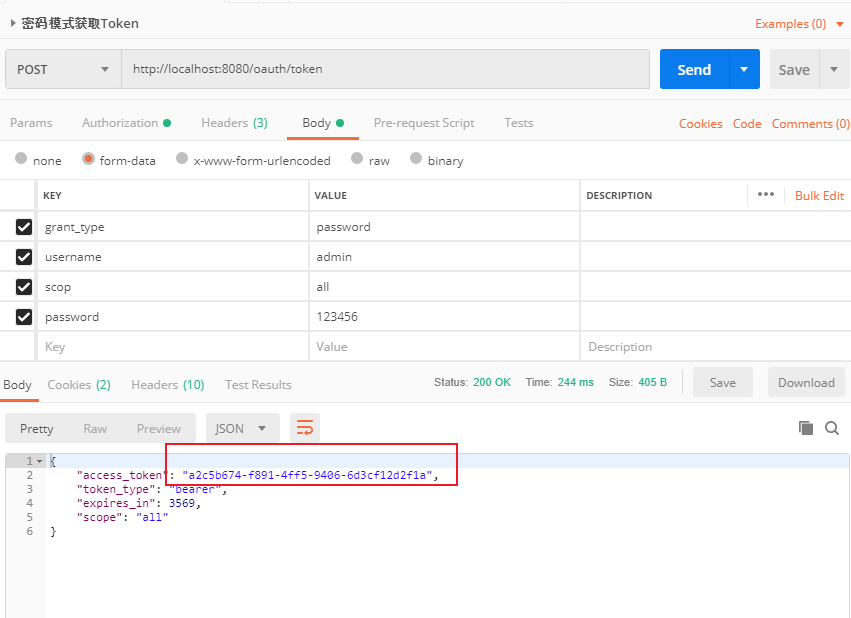 密码模式获取Token
Examples (0)
POST http://localhost:8080/oauth/token Send Save
Params Authorization Headers (3) Body Pre-request Script Tests Cookies Code Comments (0)
none form-data x-www-form-urlencoded raw binary
KEY VALUE DESCRIPTION ••• Bulk Edit
grant_type password
username admin
scop all
password 123456
Key Value Description
Body Cookies (2) Headers (10) Test Results Status: 200 OK Time: 244 ms Size: 405 B Save Download
Pretty Raw Preview JSON
1 {
2 "access_token": "a2c5b674-f891-4ff5-9406-6d3cf12d2f1a",
3 "token_type": "bearer",
4 "expires_in": 3569,
5 "scope": "all"
6 }